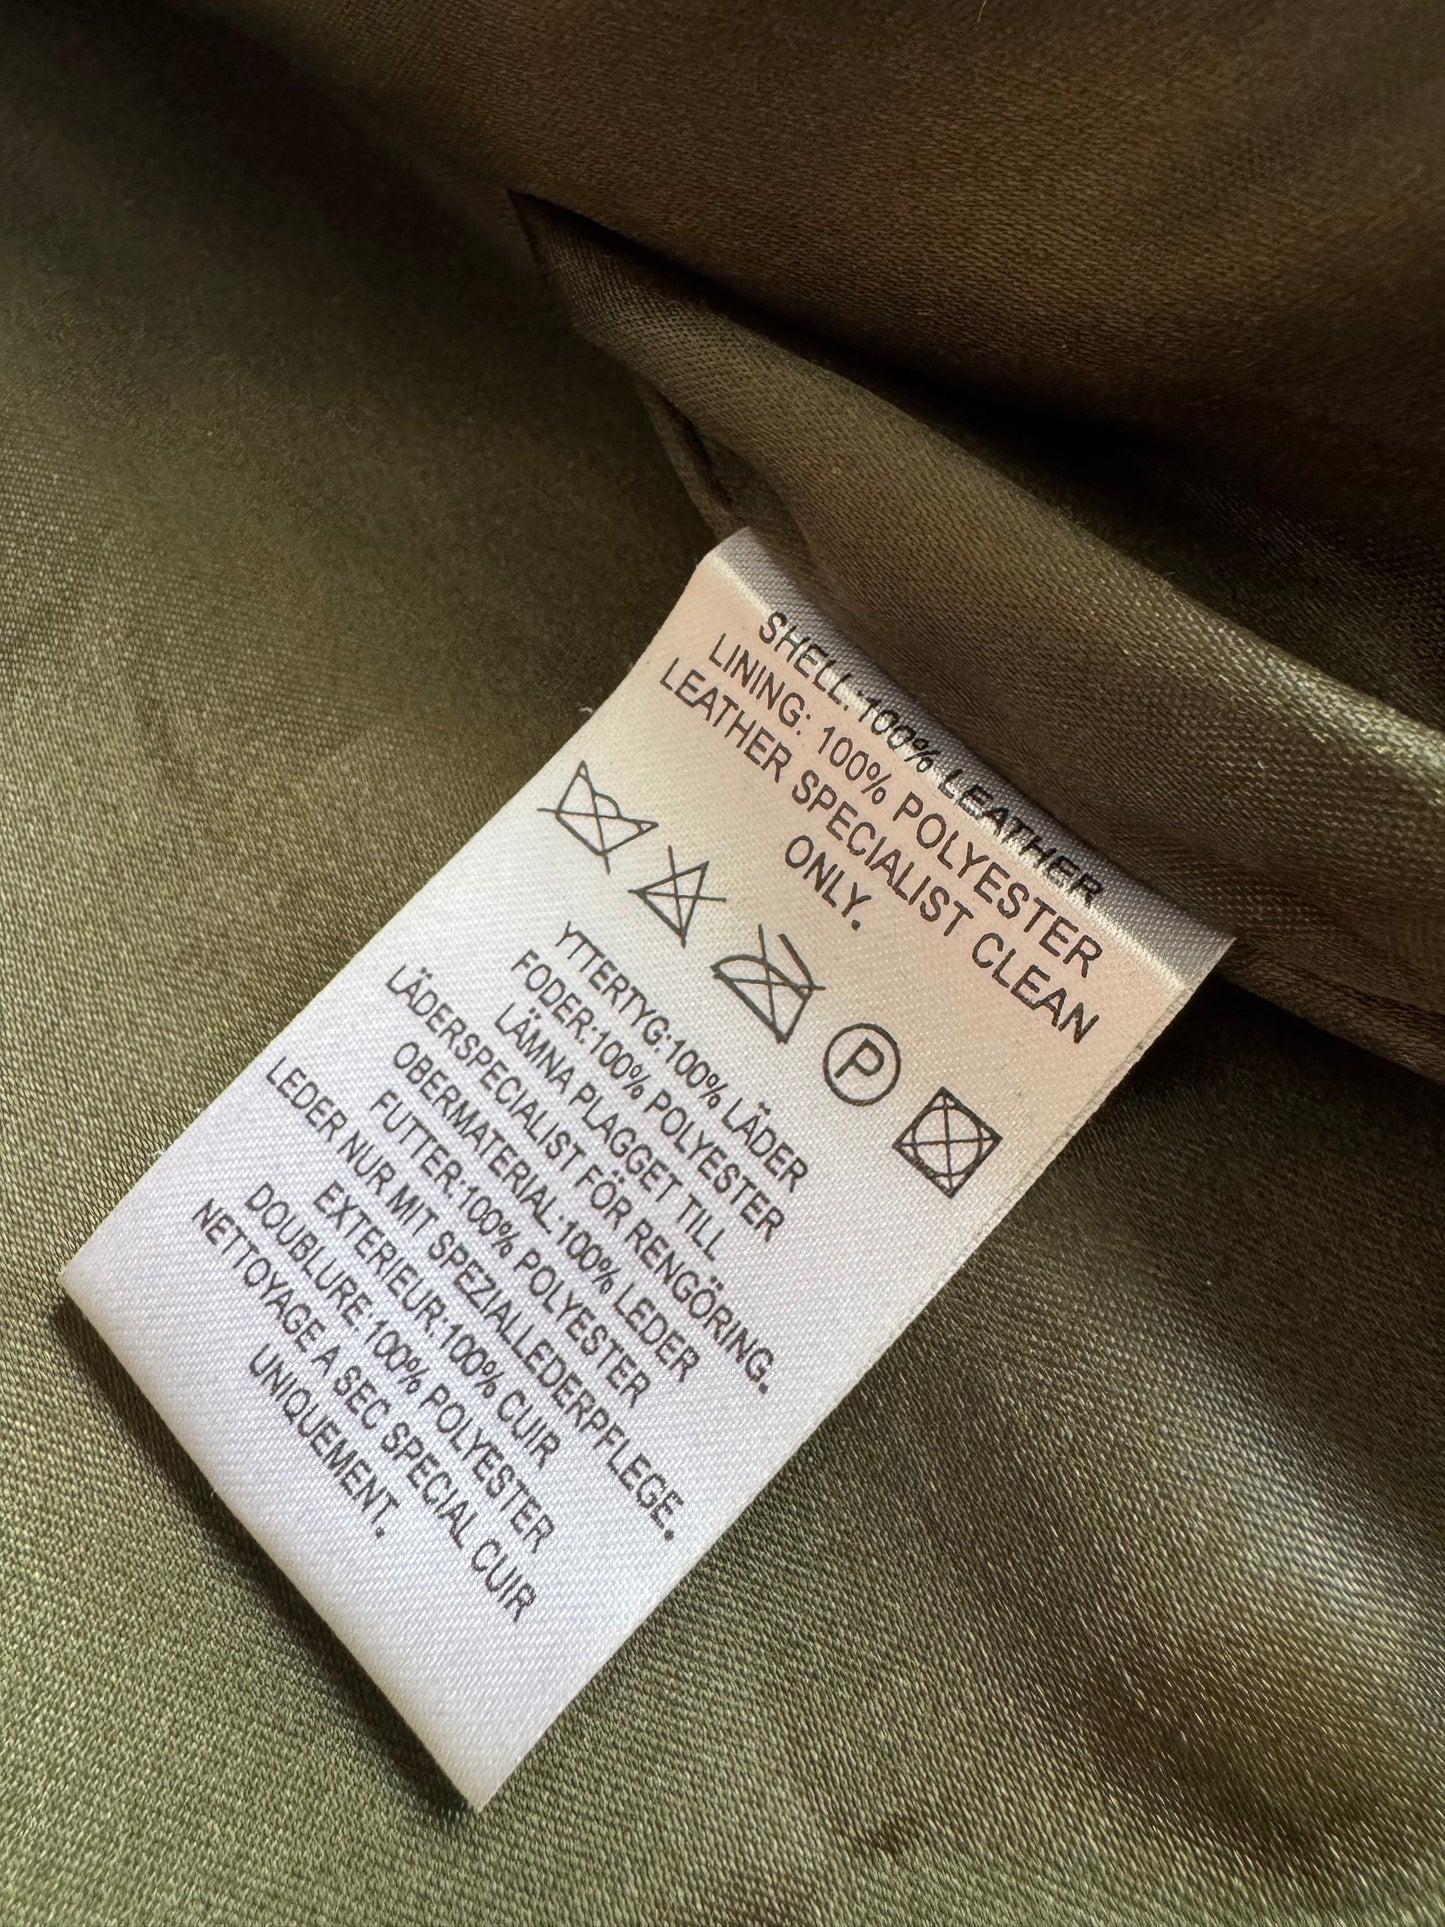 SHELL:100% LEATHER
LINING: 100% POLYESTER
LEATHER SPECIALIST CLEAN
ONLY.
P
YTTERTYG:100% LÄDER
FODER:100% POLYESTER
LÄMNA PLAGGET TILL
LÄDERSPECIALIST FÖR RENGÖRING.
OBERMATERIAL:100% LEDER
FUTTER:100% POLYESTER
LEDER NUR MIT SPEZIALLEDERPFLEGE.
EXTERIEUR:100% CUIR
DOUBLURE:100% POLYESTER
NETTOYAGE A SEC SPECIAL CUIR
UNIQUEMENT.